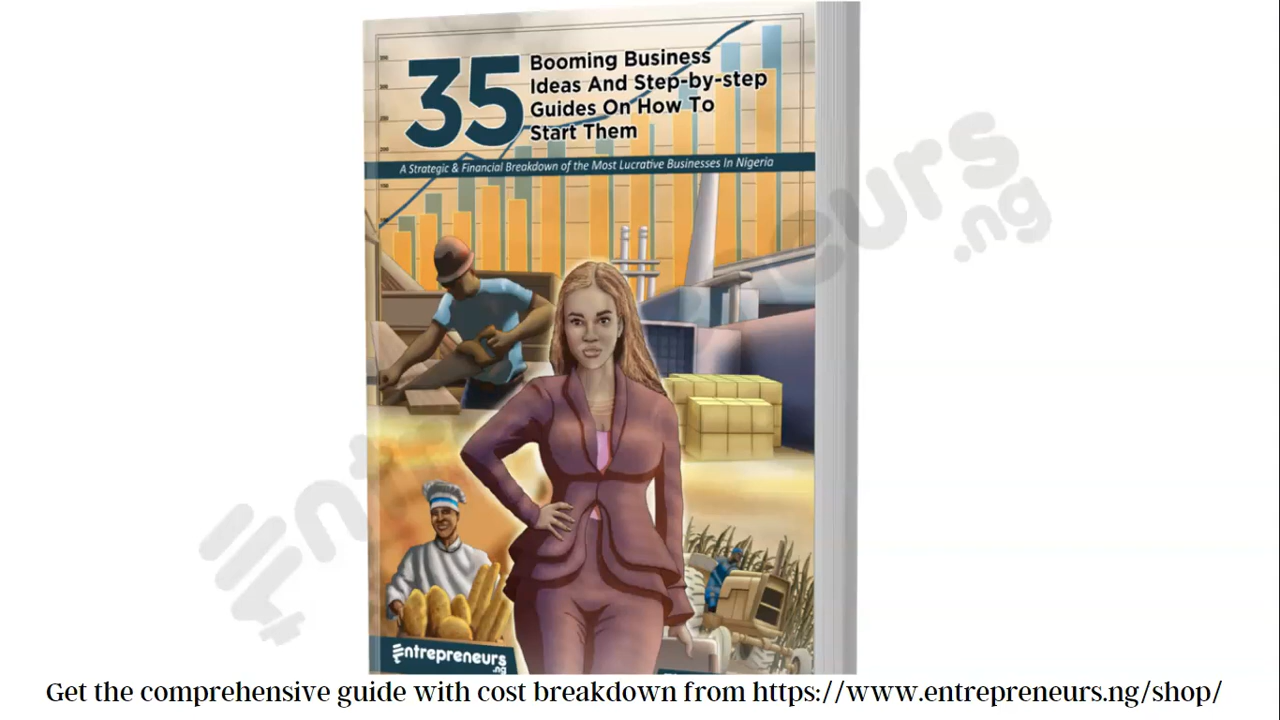 35
Booming Business
Ideas And Step-by-step
Guides On How To
Start Them
A Strategic & Financial Breakdown of the Most Lucrative Businesses In Nigeria
Entrepreneurs
.ng
Entrepreneurs
.ng
Get the comprehensive guide with cost breakdown from https://www.entrepreneurs.ng/shop/